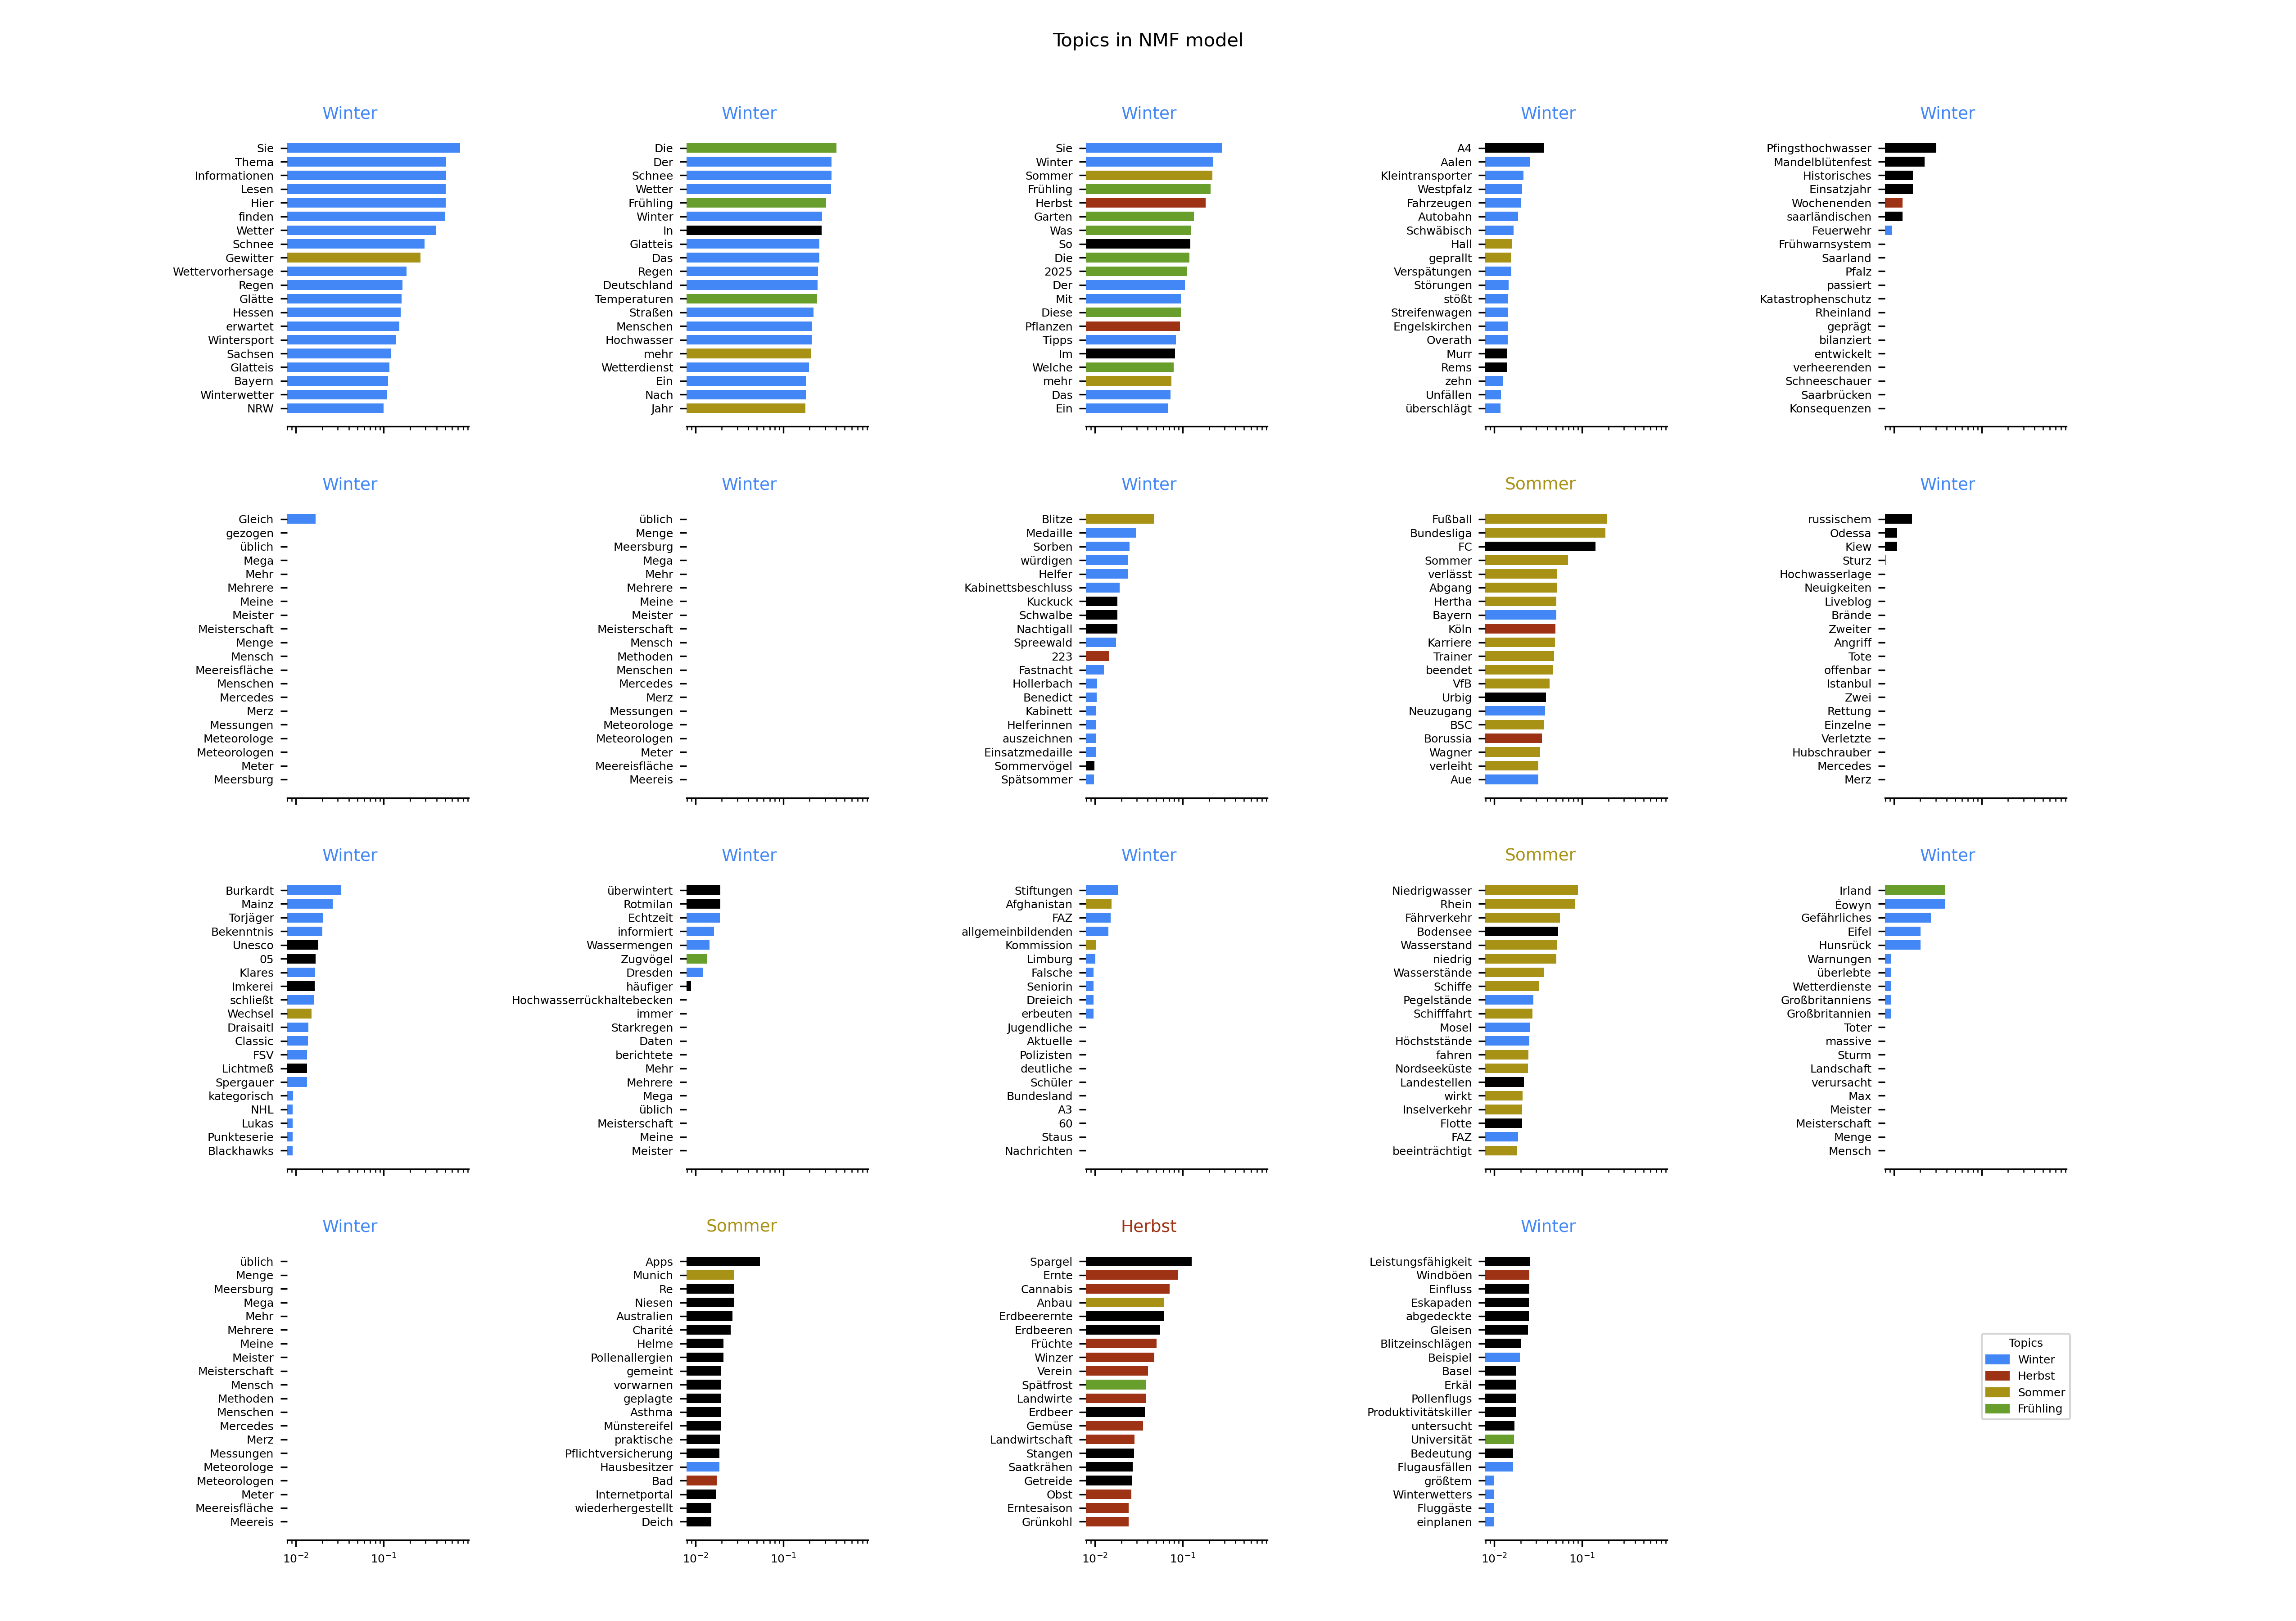 Topics in NMF model
Winter
Sie
Thema
Informationen
Lesen
Hier
finden
Wetter
Schnee
Gewitter
Wettervorhersage
Regen
Glätte
Hessen
erwartet
Wintersport
Sachsen
Glatteis
Bayern
Winterwetter
NRW
Winter
Die
Der
Schnee
Wetter
Frühling
Winter
In
Glatteis
Das
Regen
Deutschland
Temperaturen
Straßen
Menschen
Hochwasser
mehr
Wetterdienst
Ein
Nach
Jahr
Winter
Sie
Winter
Sommer
Frühling
Herbst
Garten
Was
So
Die
2025
Der
Mit
Diese
Pflanzen
Tipps
Im
Welche
mehr
Das
Ein
Winter
A4
Aalen
Kleintransporter
Westpfalz
Fahrzeugen
Autobahn
Schwäbisch
Hall
geprallt
Verspätungen
Störungen
stößt
Streifenwagen
Engelskirchen
Overath
Murr
Rems
zehn
Unfällen
überschlägt
Winter
Pfingsthochwasser
Mandelblütenfest
Historisches
Einsatzjahr
Wochenenden
saarländischen
Feuerwehr
Frühwarnsystem
Saarland
Pfalz
passiert
Katastrophenschutz
Rheinland
geprägt
bilanziert
entwickelt
verheerenden
Schneeschauer
Saarbrücken
Konsequenzen
Winter
Gleich
gezogen
üblich
Mega
Mehr
Mehrere
Meine
Meister
Meisterschaft
Menge
Mensch
Meereisfläche
Menschen
Mercedes
Merz
Messungen
Meteorologe
Meteorologen
Meter
Meersburg
Winter
üblich
Menge
Meersburg
Mega
Mehr
Mehrere
Meine
Meister
Meisterschaft
Mensch
Methoden
Menschen
Mercedes
Merz
Messungen
Meteorologe
Meteorologen
Meter
Meereisfläche
Meereis
Winter
Blitze
Medaille
Sorben
würdigen
Helfer
Kabinettsbeschluss
Kuckuck
Schwalbe
Nachtigall
Spreewald
223
Fastnacht
Hollerbach
Benedict
Kabinett
Helferinnen
auszeichnen
Einsatzmedaille
Sommervögel
Spätsommer
Sommer
Fußball
Bundesliga
FC
Sommer
verlässt
Abgang
Hertha
Bayern
Köln
Karriere
Trainer
beendet
VfB
Urbig
Neuzugang
BSC
Borussia
Wagner
verleiht
Aue
Winter
russischem
Odessa
Kiew
Sturz
Hochwasserlage
Neuigkeiten
Liveblog
Brände
Zweiter
Angriff
Tote
offenbar
Istanbul
Zwei
Rettung
Einzelne
Verletzte
Hubschrauber
Mercedes
Merz
Winter
Burkardt
Mainz
Torjäger
Bekenntnis
Unesco
05
Klares
Imkerei
schließt
Wechsel
Draisaitl
Classic
FSV
Lichtmeß
Spergauer
kategorisch
NHL
Lukas
Punkteserie
Blackhawks
Winter
überwintert
Rotmilan
Echtzeit
informiert
Wassermengen
Zugvögel
Dresden
häufiger
Hochwasserrückhaltebecken
immer
Starkregen
Daten
berichtete
Mehr
Mehrere
Mega
üblich
Meisterschaft
Meine
Meister
Winter
Stiftungen
Afghanistan
FAZ
allgemeinbildenden
Kommission
Limburg
Falsche
Seniorin
Dreieich
erbeuten
Jugendliche
Aktuelle
Polizisten
deutliche
Schüler
Bundesland
A3
60
Staus
Nachrichten
Sommer
Niedrigwasser
Rhein
Fährverkehr
Bodensee
Wasserstand
niedrig
Wasserstände
Schiffe
Pegelstände
Schifffahrt
Mosel
Höchststände
fahren
Nordseeküste
Landestellen
wirkt
Inselverkehr
Flotte
FAZ
beeinträchtigt
Winter
Irland
Éowyn
Gefährliches
Eifel
Hunsrück
Warnungen
überlebte
Wetterdienste
Großbritanniens
Großbritannien
Toter
massive
Sturm
Landschaft
verursacht
Max
Meister
Meisterschaft
Menge
Mensch
Winter
üblich
Menge
Meersburg
Mega
Mehr
Mehrere
Meine
Meister
Meisterschaft
Mensch
Methoden
Menschen
Mercedes
Merz
Messungen
Meteorologe
Meteorologen
Meter
Meereisfläche
Meereis
10⁻² 10⁻¹
Sommer
Apps
Munich
Re
Niesen
Australien
Charité
Helme
Pollenallergien
gemeint
vorwarnen
geplagte
Asthma
Münstereifel
praktische
Pflichtversicherung
Hausbesitzer
Bad
Internetportal
wiederhergestellt
Deich
10⁻² 10⁻¹
Herbst
Spargel
Ernte
Cannabis
Anbau
Erdbeerernte
Erdbeeren
Früchte
Winzer
Verein
Spätfrost
Landwirte
Erdbeer
Gemüse
Landwirtschaft
Stangen
Saatkrähen
Getreide
Obst
Erntesaison
Grünkohl
10⁻² 10⁻¹
Winter
Leistungsfähigkeit
Windböen
Einfluss
Eskapaden
abgedeckte
Gleisen
Blitzeinschlägen
Beispiel
Basel
Erkäl
Pollenflugs
Produktivitätskiller
untersucht
Universität
Bedeutung
Flugausfällen
größtem
Winterwetters
Fluggäste
einplanen
10⁻² 10⁻¹
Topics
Winter
Herbst
Sommer
Frühling